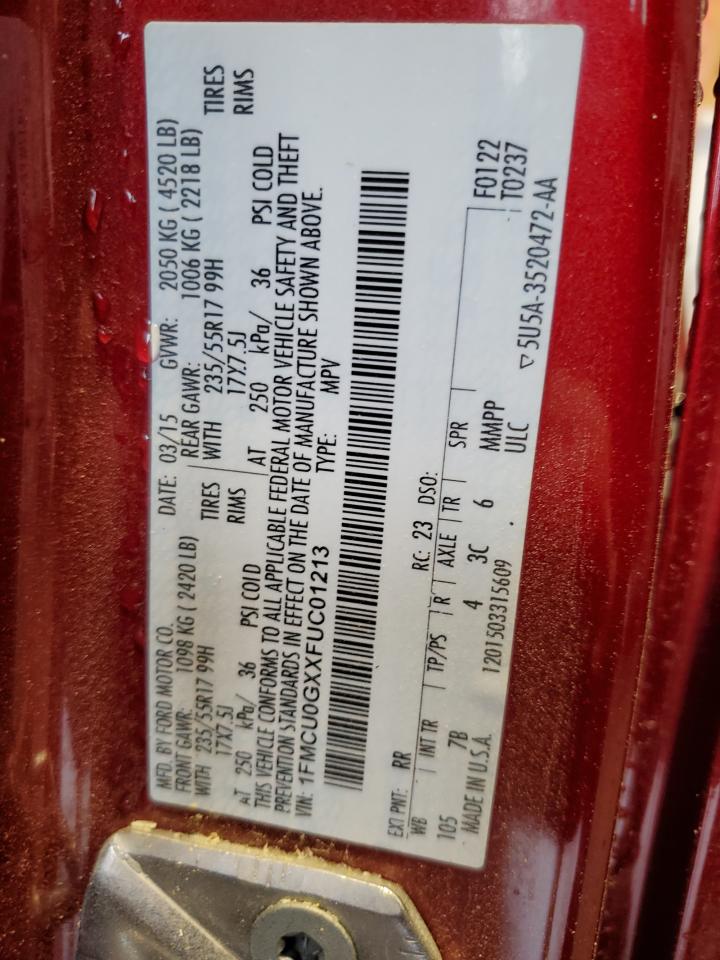 MFD. BY FORD MOTOR CO. DATE: 03/15 GVWR: 2050 KG ( 4520 LB)
FRONT GAWR: 1098 KG ( 2420 LB) REAR GAWR: 1006 KG ( 2218 LB)
WITH 235/55R17 99H TIRES WITH 235/55R17 99H TIRES
17X7.5J RIMS 17X7.5J RIMS
AT 250 kPa/ 36 PSI COLD AT 250 kPa/ 36 PSI COLD
THIS VEHICLE CONFORMS TO ALL APPLICABLE FEDERAL MOTOR VEHICLE SAFETY AND THEFT
PREVENTION STANDARDS IN EFFECT ON THE DATE OF MANUFACTURE SHOWN ABOVE.
VIN: 1FMCU0GXXFUC01213 TYPE: MPV
EXT PNT: RR RC: 23 DSO: F0122
WB INT TR TP/PS R AXLE TR SPR T0237
105 7B 4 3C 6 MMPP
MADE IN U.S.A. 1201503315609 . ULC
▽5U5A-3520472-AA